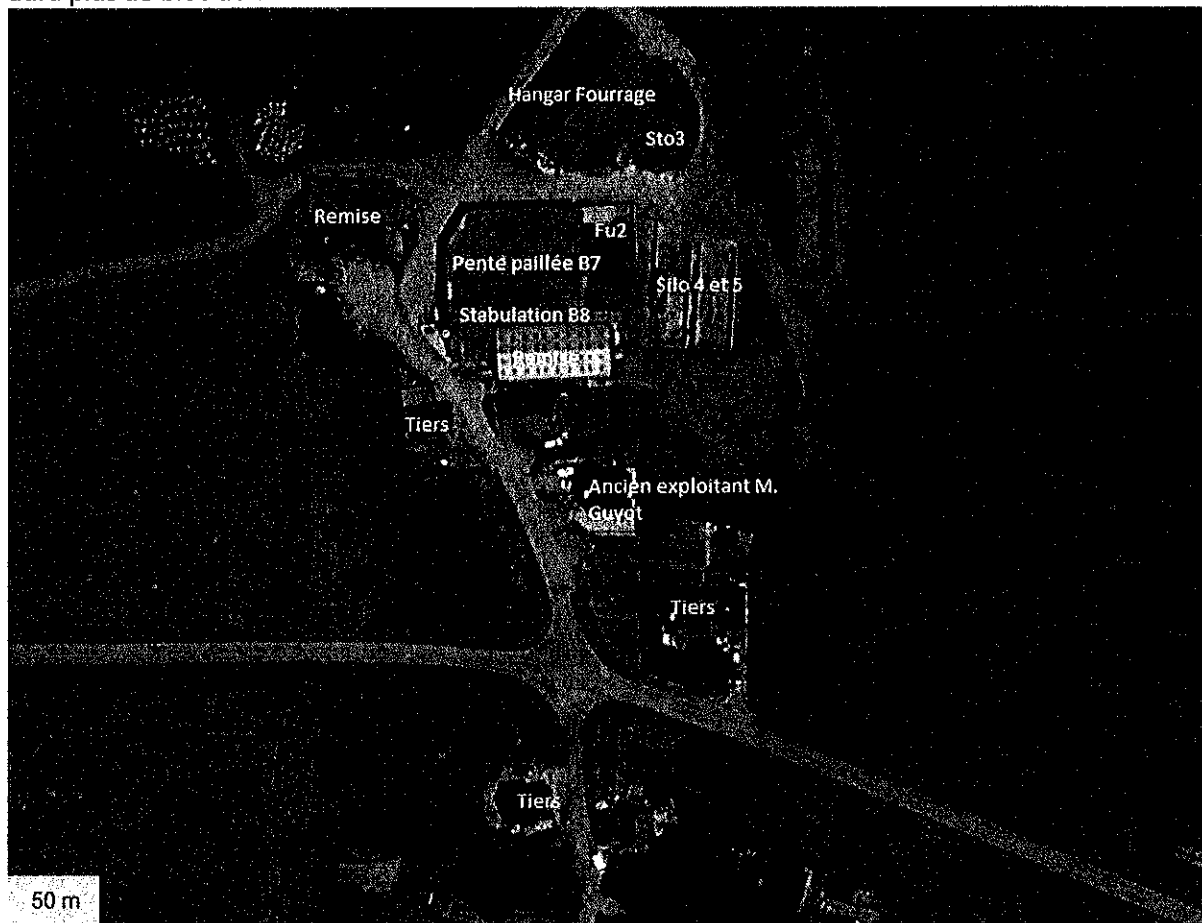 Hangar Fourrage
Sto3
Remise
Fu2
Pente paillée B7
Silo 4 et 5
Stabulation B8
Remise
Tiers
Ancien exploitant M.
Guyot
Tiers
Tiers
50 m